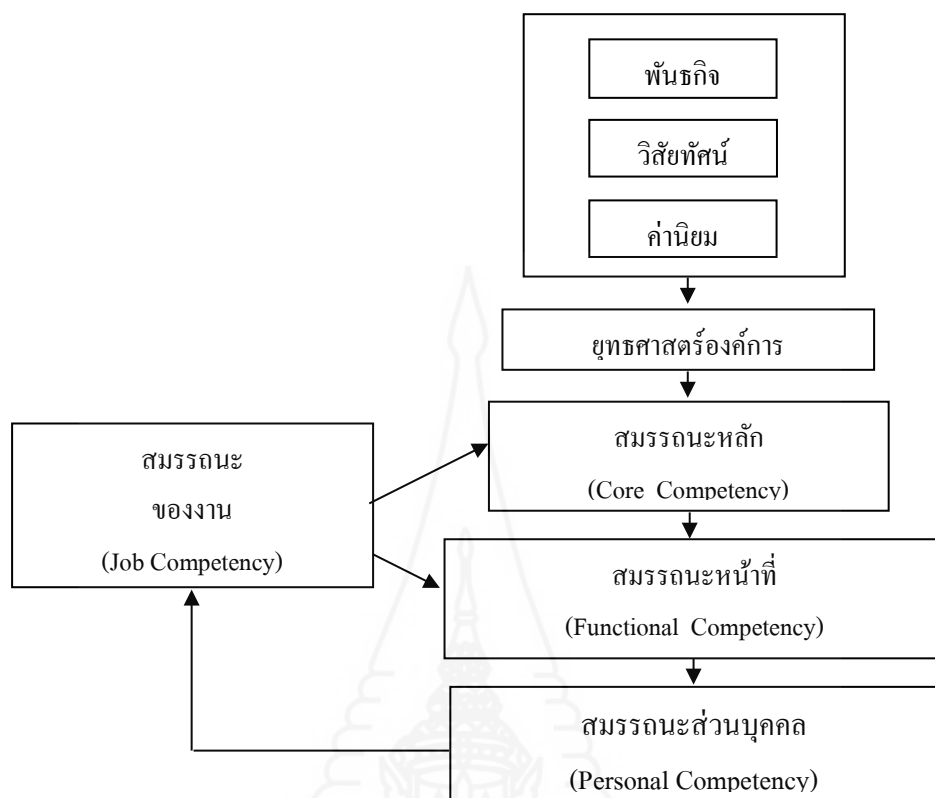 พันธกิจ
วิสัยทัศน์
ค่านิยม
ยุทธศาสตร์องค์การ
สมรรถนะหลัก
(Core Competency)
สมรรถนะ
ของงาน
(Job Competency)
สมรรถนะหน้าที่
(Functional Competency)
สมรรถนะส่วนบุคคล
(Personal Competency)